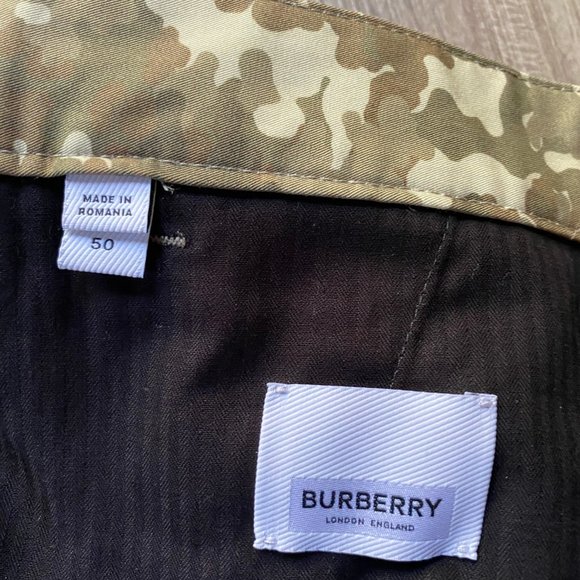 MADE IN
ROMANIA
50
BURBERRY
LONDON ENGLAND